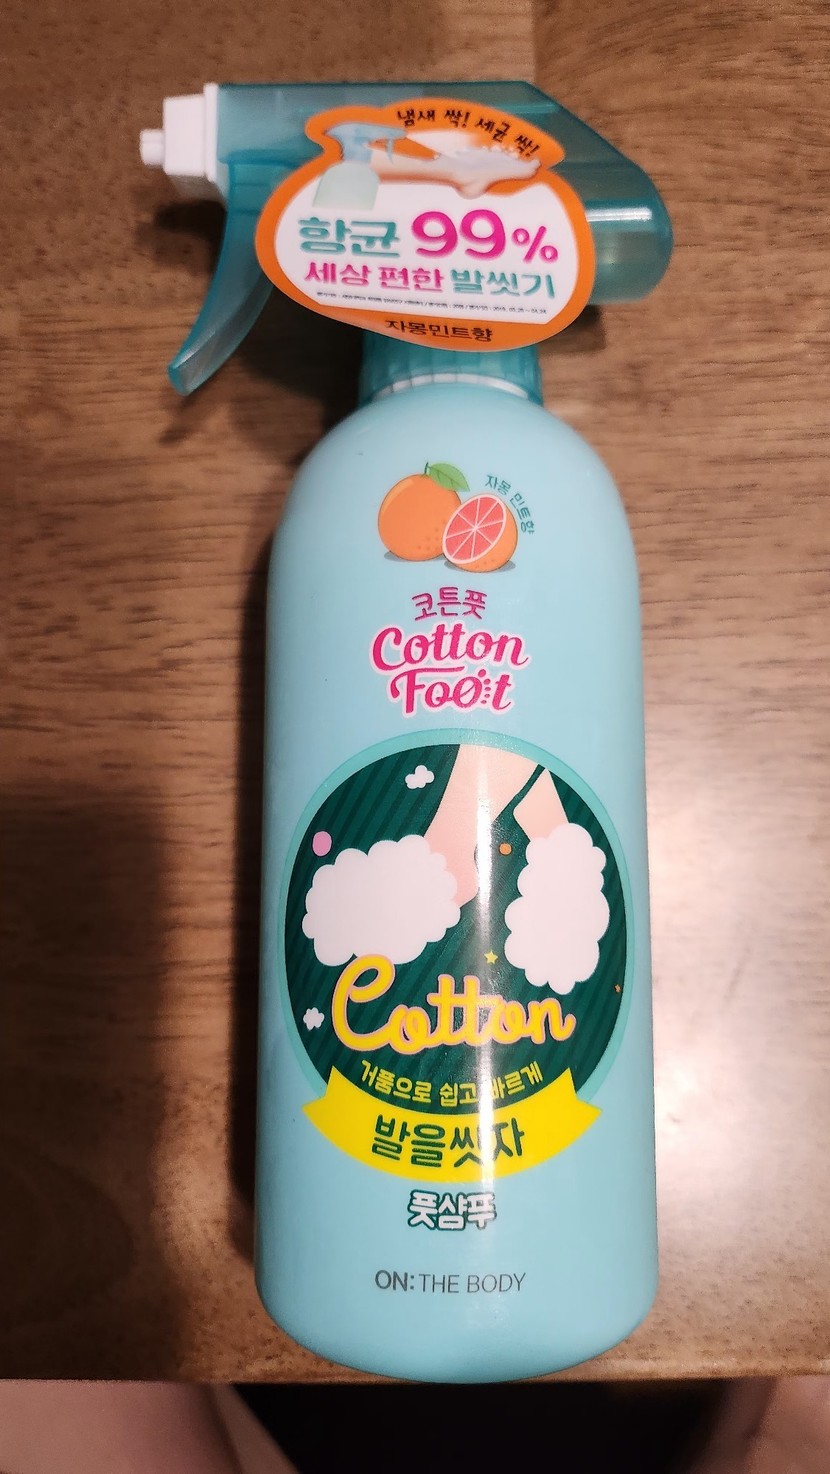 냄새 싹! 세균 싹!
항균 99%
세상 편한 발씻기
자몽민트향
자몽 민트향
코튼풋
Cotton
Foot
Cotton
거품으로 쉽고 바르게
발을씻자
풋샴푸
ON: THE BODY